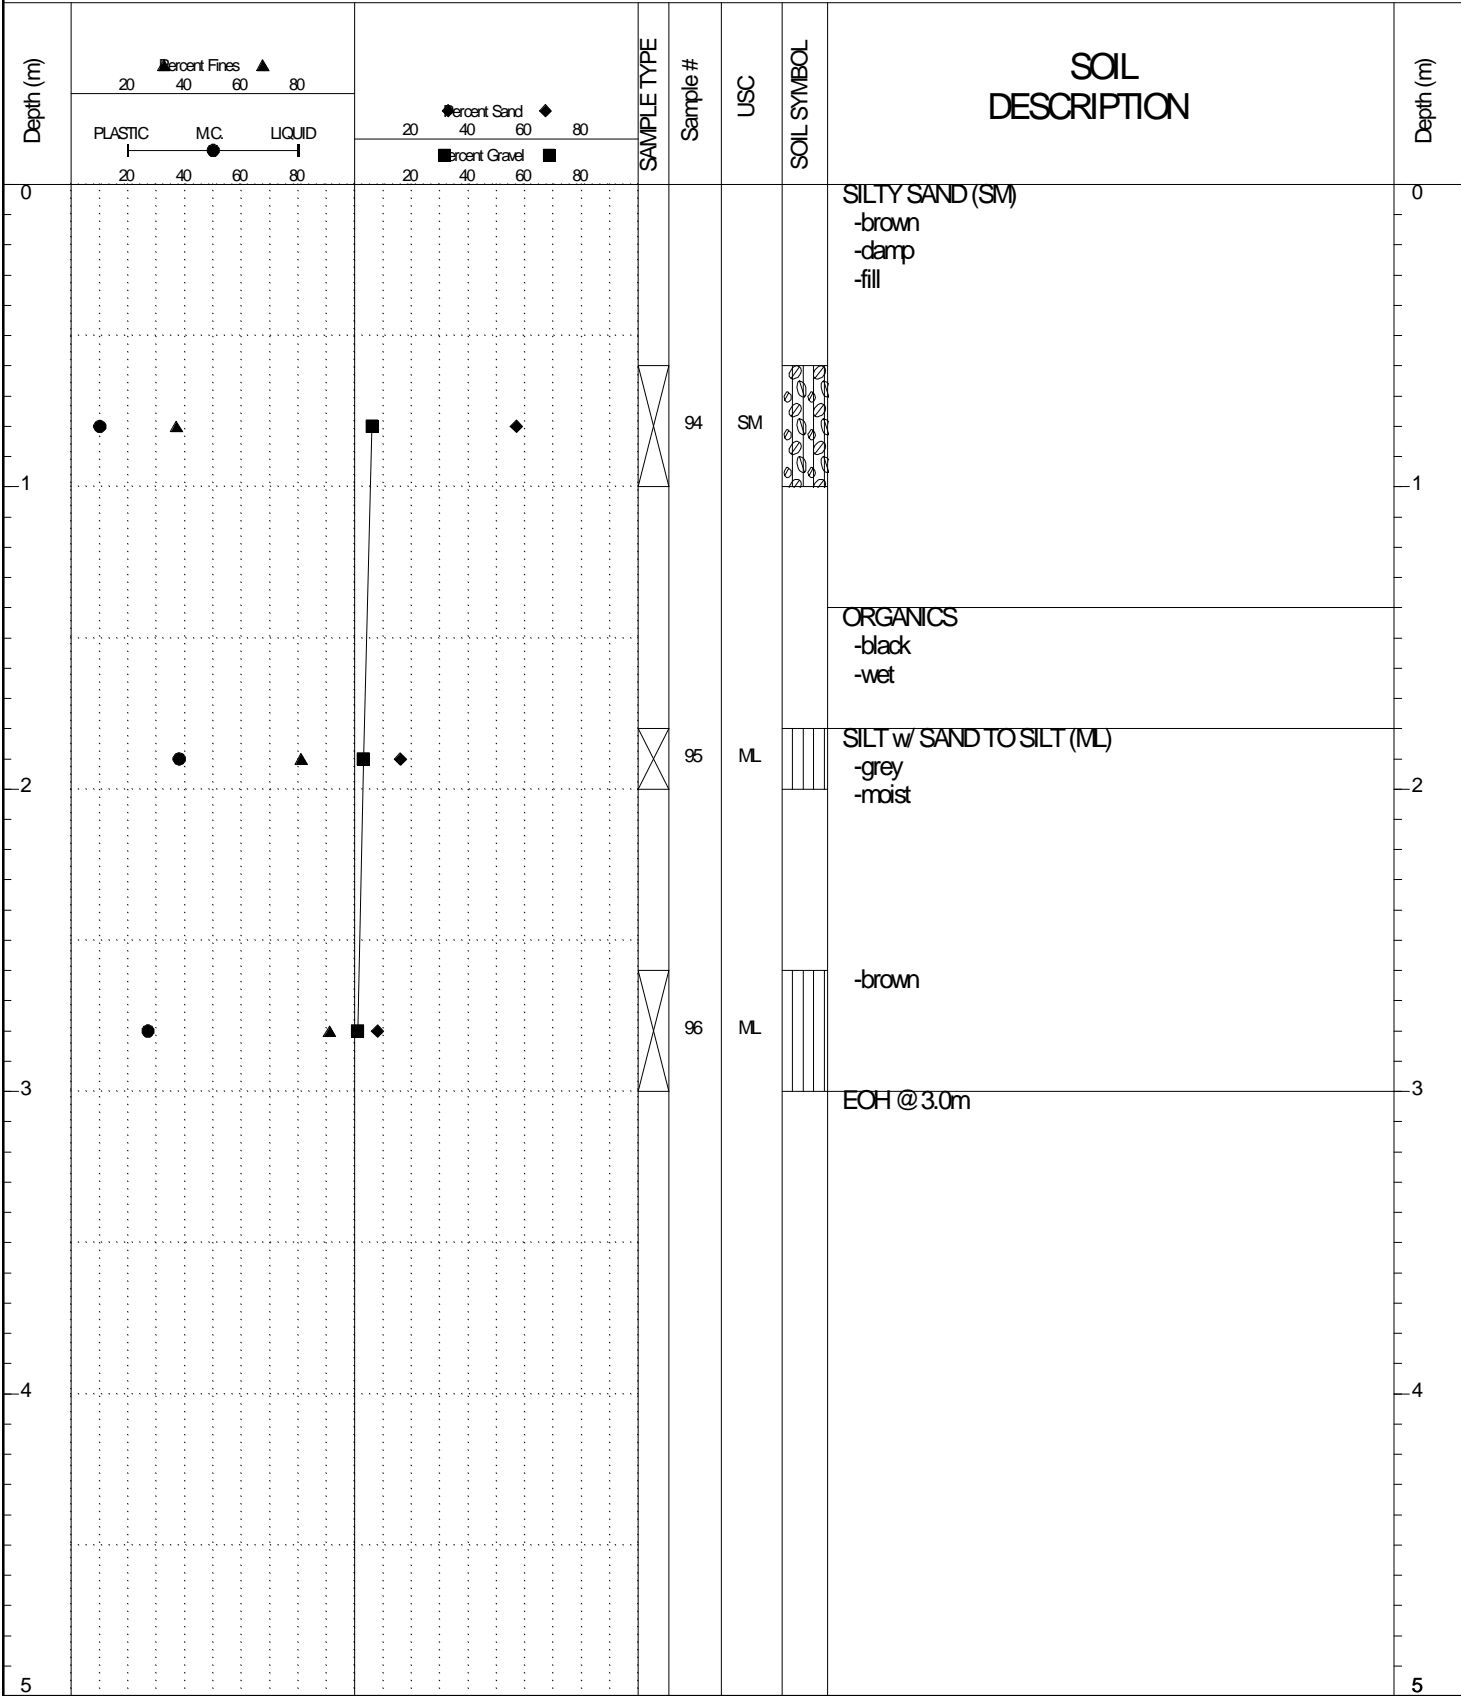 Depth (m)
Percent Fines
20 40 60 80
PLASTIC M.C. LIQUID
20 40 60 80
Percent Sand
20 40 60 80
Percent Gravel
20 40 60 80
SAMPLE TYPE
Sample #
USC
SOIL SYMBOL
SOIL
DESCRIPTION
Depth (m)
0 SILTY SAND (SM) 0
-brown
-damp
-fill
94 SM
1 1
ORGANICS
-black
-wet
SILT w/ SAND TO SILT (ML)
95 ML
-grey
2 -moist 2
-brown
96 ML
3 3
EOH @ 3.0m
4 4
5 5